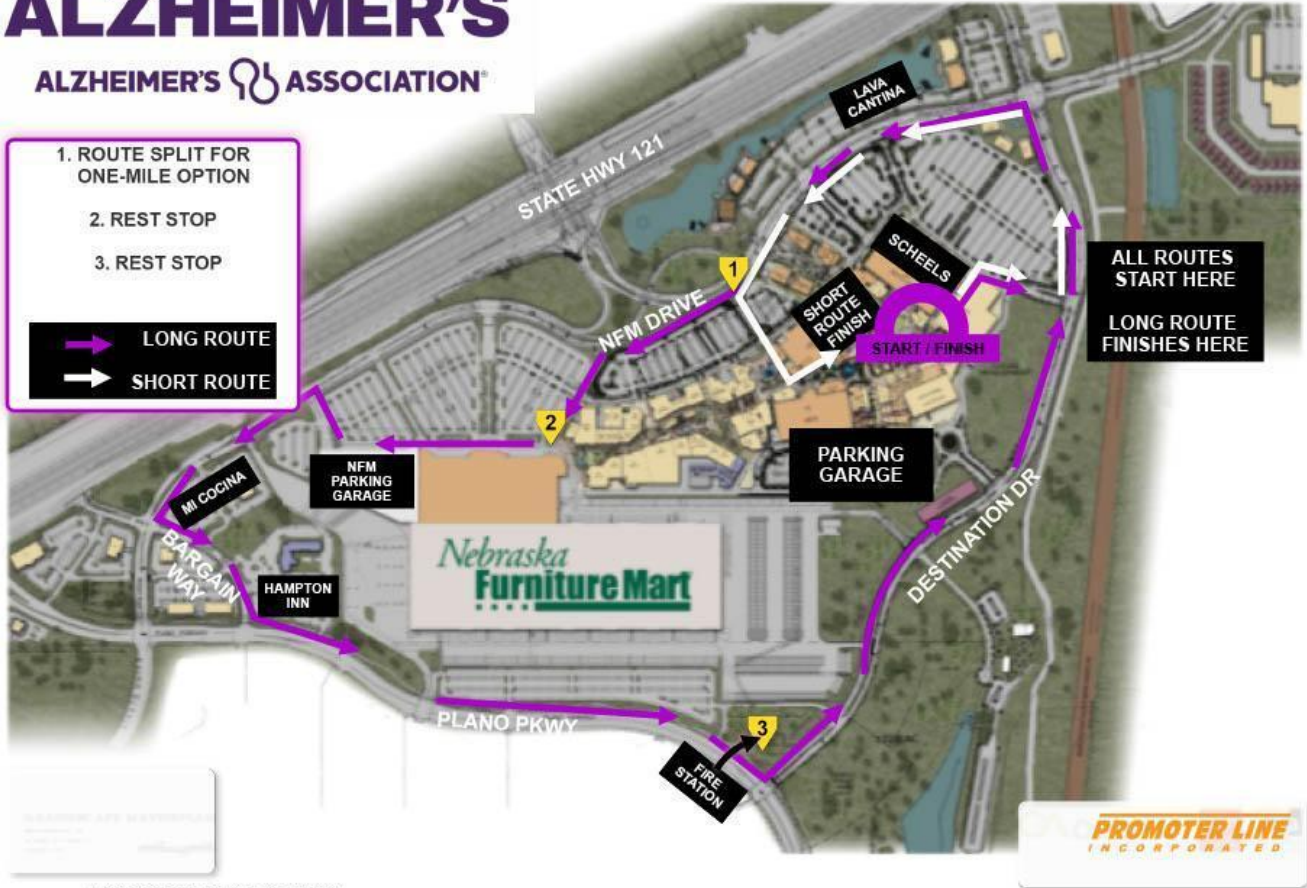 ALZHEIMER'S
ALZHEIMER'S ASSOCIATION®
1. ROUTE SPLIT FOR
ONE-MILE OPTION
2. REST STOP
3. REST STOP
LONG ROUTE
SHORT ROUTE
STATE HWY 121
LAVA
CANTINA
1
NFM DRIVE
SCHEELS
SHORT
ROUTE
FINISH
START / FINISH
ALL ROUTES
START HERE
LONG ROUTE
FINISHES HERE
2
NFM
PARKING
GARAGE
PARKING
GARAGE
MI COCINA
BARGAIN
WAY
HAMPTON
INN
Nebraska
Furniture Mart
DESTINATION DR
PLANO PKWY
3
FIRE
STATION
PROMOTER LINE
INCORPORATED